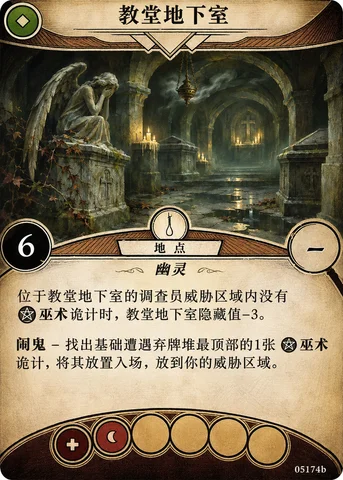 教堂地下室
6
地点
–
幽灵
位于教堂地下室的调查员威胁区域内没有
巫术诡计时，教堂地下室隐藏值-3。
闹鬼 – 找出基础遭遇弃牌堆最顶部的1张 巫术
诡计，将其放置入场，放到你的威胁区域。
05174b